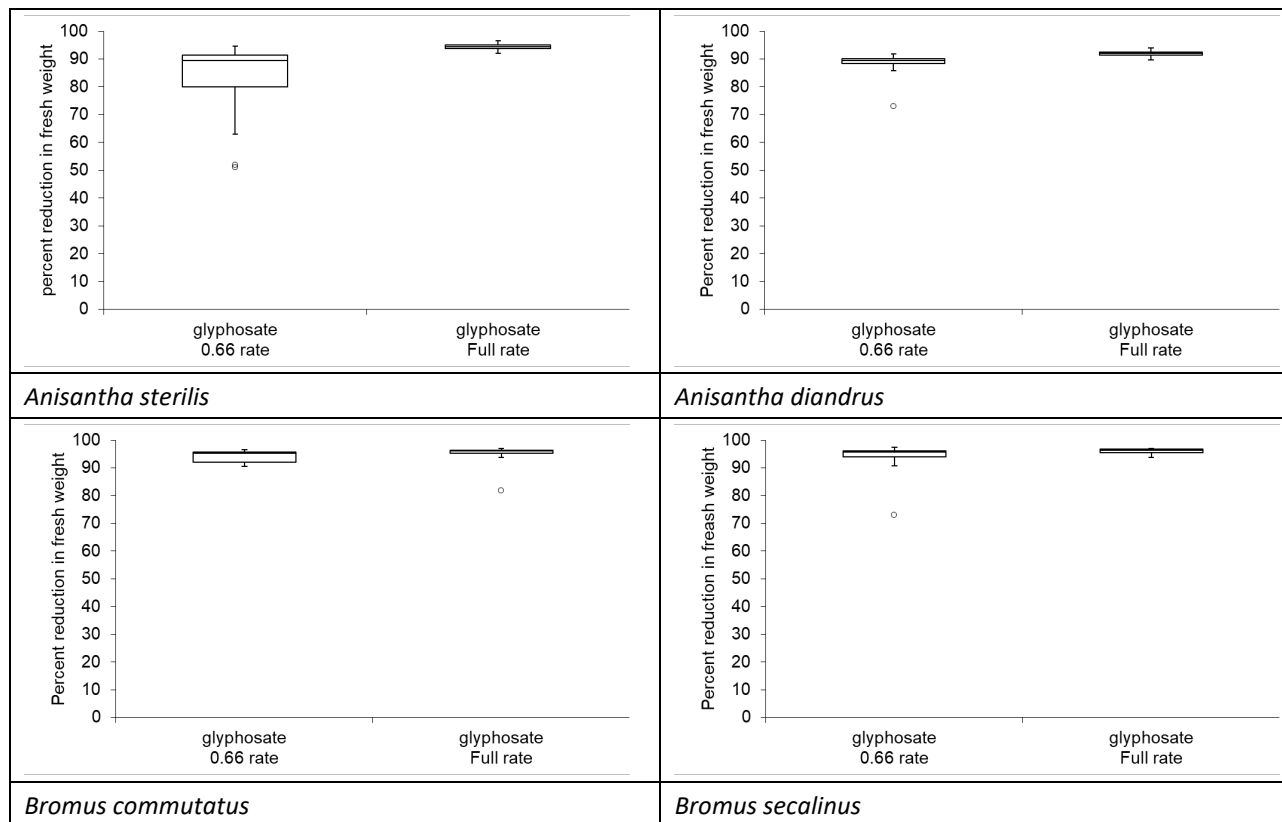 percent reduction in fresh weight
100
90
80
70
60
50
40
30
20
10
0
glyphosate
0.66 rate
glyphosate
Full rate
Anisantha sterilis
Percent reduction in fresh weight
100
90
80
70
60
50
40
30
20
10
0
glyphosate
0.66 rate
glyphosate
Full rate
Anisantha diandrus
Percent reduction in fresh weight
100
90
80
70
60
50
40
30
20
10
0
glyphosate
0.66 rate
glyphosate
Full rate
Bromus commutatus
Percent reduction in freash weight
100
90
80
70
60
50
40
30
20
10
0
glyphosate
0.66 rate
glyphosate
Full rate
Bromus secalinus